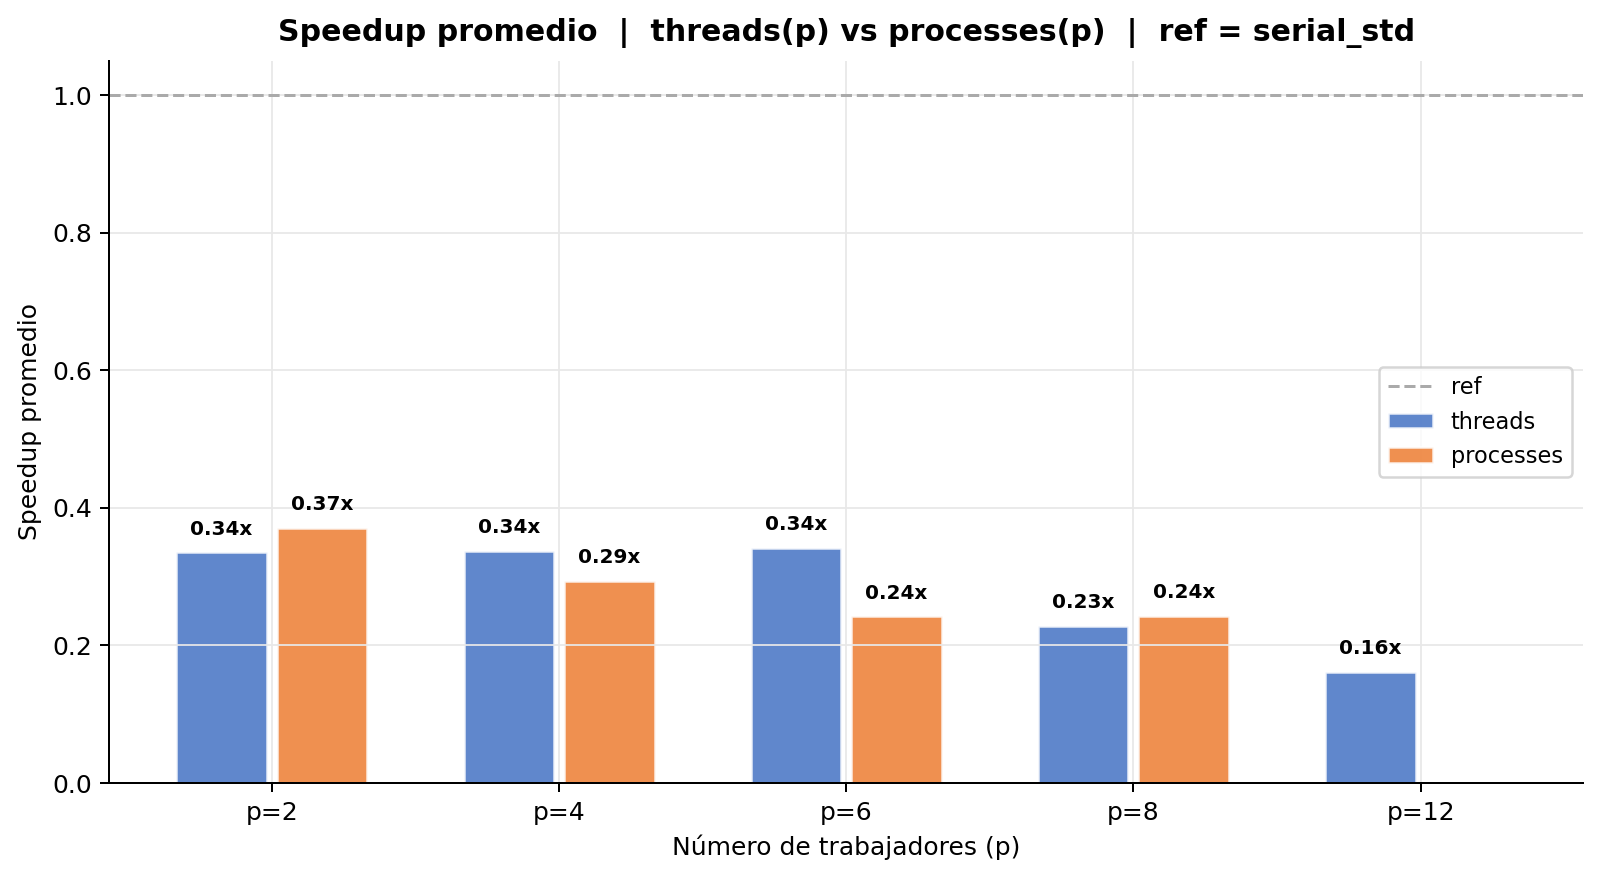 Speedup promedio | threads(p) vs processes(p) | ref = serial_std
Speedup promedio
1.0
0.8
0.6
0.4
0.2
0.0
ref
threads
processes
0.34x
0.37x
0.34x
0.29x
0.34x
0.24x
0.23x
0.24x
0.16x
p=2
p=4
p=6
p=8
p=12
Número de trabajadores (p)